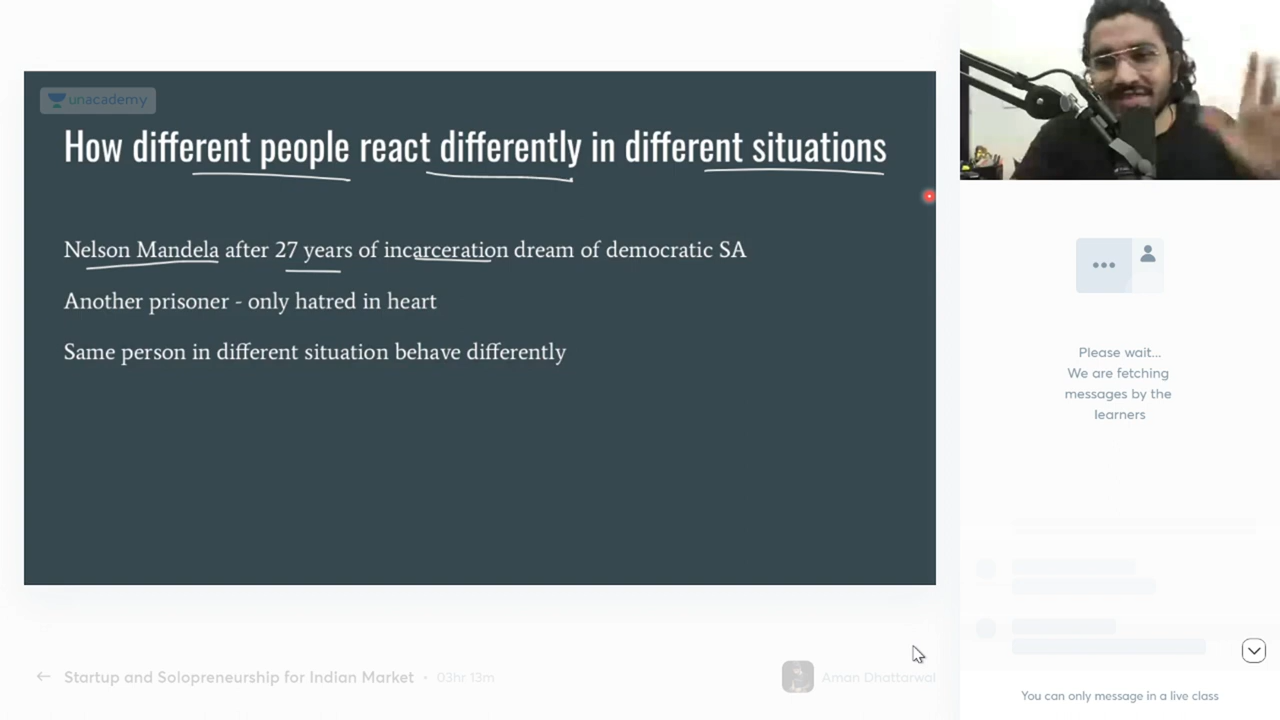 unacademy
How different people react differently in different situations
Nelson Mandela after 27 years of incarceration dream of democratic SA
Another prisoner - only hatred in heart
Same person in different situation behave differently
Please wait...
We are fetching
messages by the
learners
Startup and Solopreneurship for Indian Market • 03hr 13m
Aman Dhattarwal
You can only message in a live class